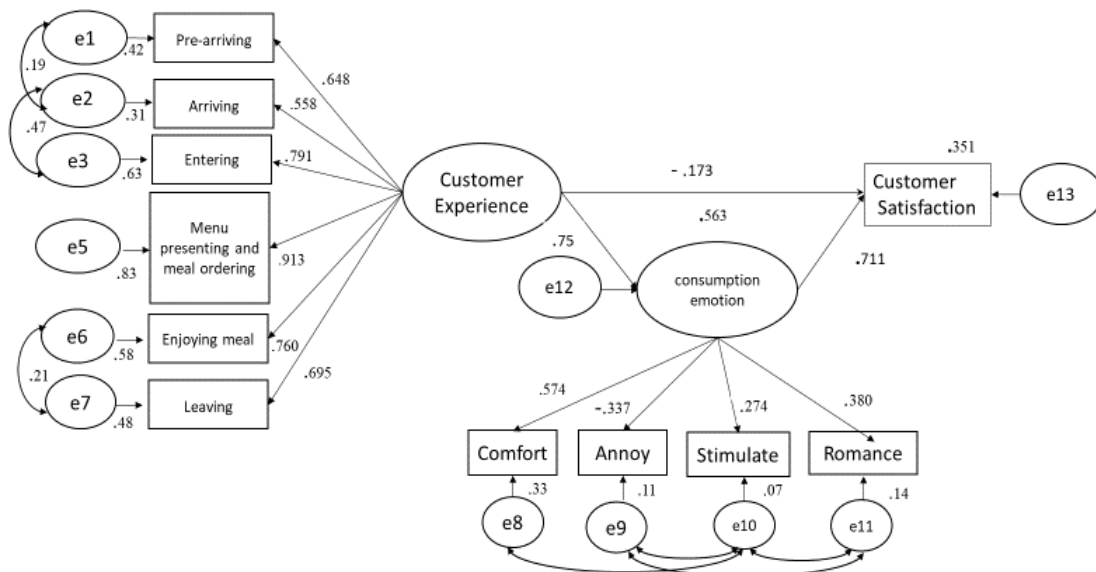 e1
.42
Pre-arriving
.19
.648
e2
.31
Arriving
.558
.47
e3
.63
Entering
.791
Customer
Experience
- .173
.351
Customer
Satisfaction
e13
e5
.83
Menu
presenting and
meal ordering
.913
.75
.563
.711
e12
consumption
emotion
e6
.58
Enjoying meal
.760
.21
e7
.48
Leaving
.695
.574
-.337
.274
.380
Comfort
Annoy
Stimulate
Romance
.33
.11
.07
.14
e8
e9
e10
e11